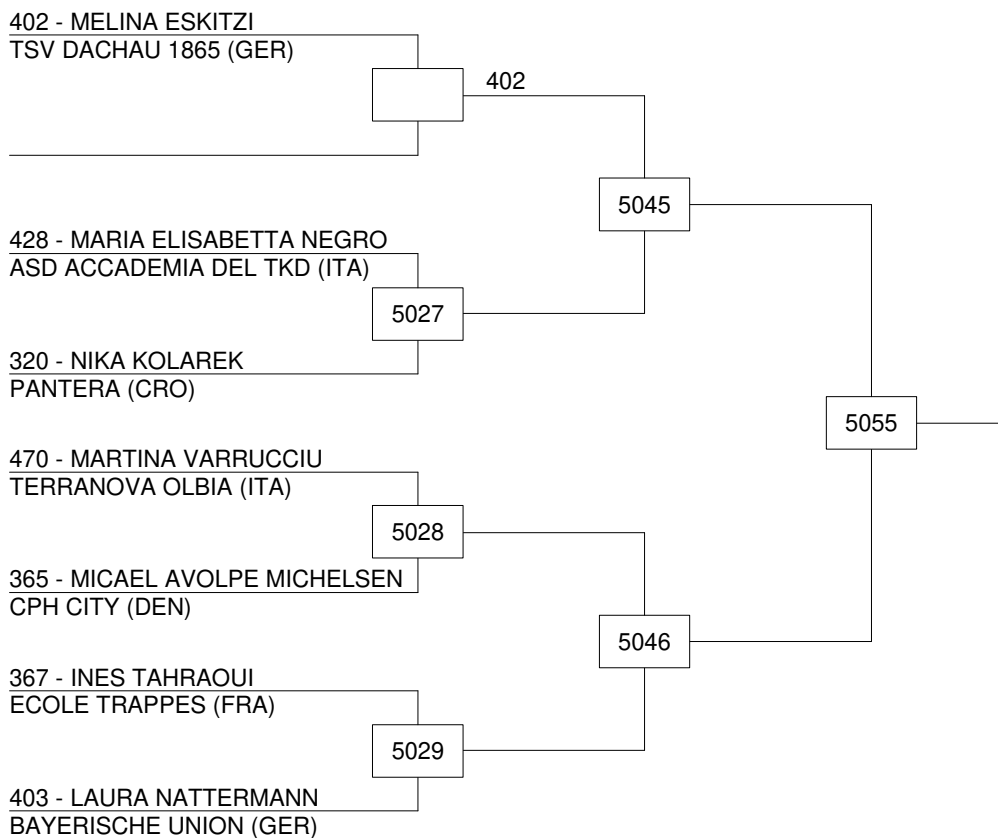 402 - MELINA ESKITZI
TSV DACHAU 1865 (GER)
402
5045
428 - MARIA ELISABETTA NEGRO
ASD ACCADEMIA DEL TKD (ITA)
5027
320 - NIKA KOLAREK
PANTERA (CRO)
5055
470 - MARTINA VARRUCCIU
TERRANOVA OLBIA (ITA)
5028
365 - MICAEL AVOLPE MICHELSEN
CPH CITY (DEN)
5046
367 - INES TAHRAOUI
ECOLE TRAPPES (FRA)
5029
403 - LAURA NATTERMANN
BAYERISCHE UNION (GER)